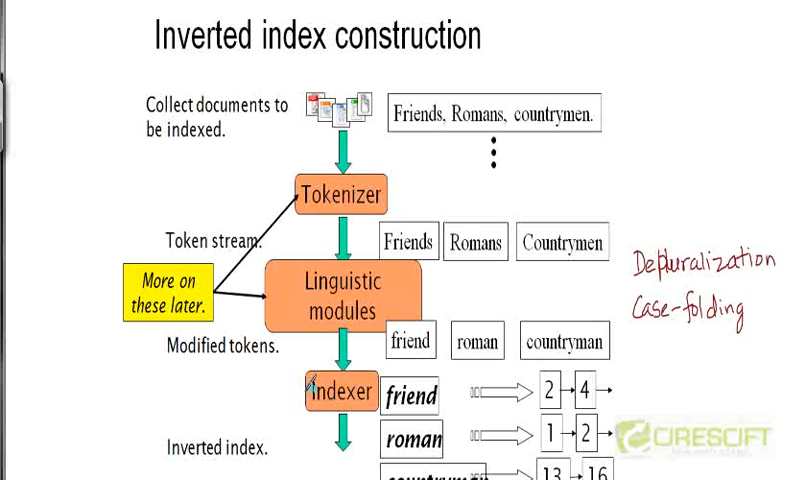 Inverted index construction
Collect documents to
be indexed.
Friends, Romans, countrymen.
Tokenizer
Token stream.
Friends
Romans
Countrymen
More on
these later.
Linguistic
modules
Depluralization
Case-folding
Modified tokens.
friend
roman
countryman
Indexer
friend
2
4
roman
1
2
Inverted index.
countryman
13
16